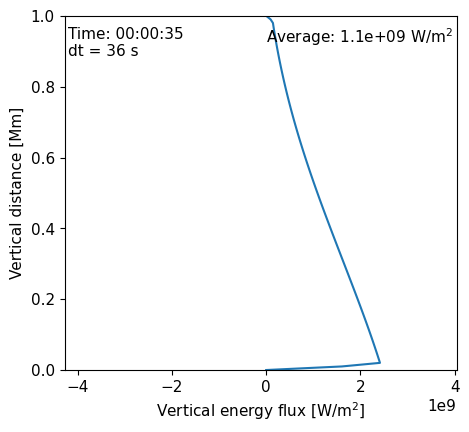 1.0
0.8
0.6
0.4
0.2
0.0
Vertical distance [Mm]
Time: 00:00:35
dt = 36 s
Average: 1.1e+09 W/m²
−4 −2 0 2 4
1e9
Vertical energy flux [W/m²]